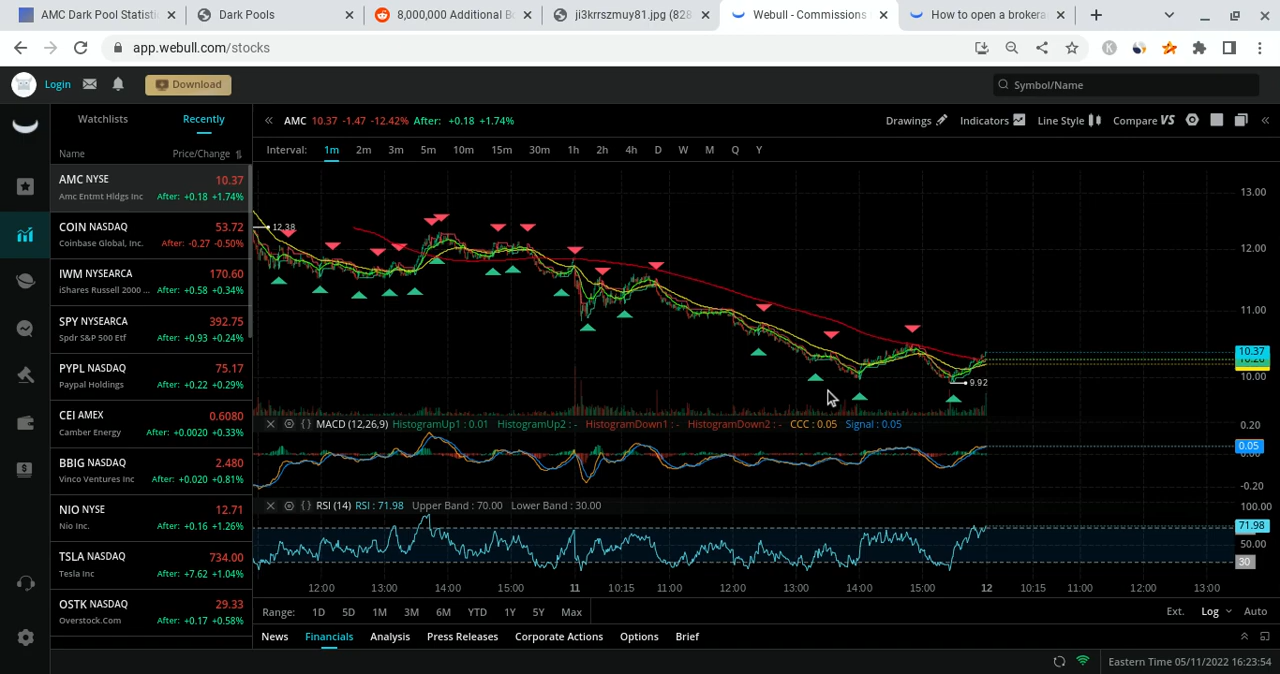 AMC Dark Pool Statisti
Dark Pools
8,000,000 Additional B
ji3krrszmuy81.jpg (828
Webull - Commissions
How to open a brokera
app.webull.com/stocks
K
Login
Download
Symbol/Name
Watchlists
Recently
AMC 10.37 -1.47 -12.42% After: +0.18 +1.74%
Drawings
Indicators
Line Style
Compare VS
Name
Price/Change
Interval: 1m 2m 3m 5m 10m 15m 30m 1h 2h 4h D W M Q Y
AMC NYSE 10.37
Amc Entmt Hldgs Inc After: +0.18 +1.74%
COIN NASDAQ 53.72
Coinbase Global, Inc. After: -0.27 -0.50%
IWM NYSEARCA 170.60
iShares Russell 2000 ... After: +0.58 +0.34%
SPY NYSEARCA 392.75
Spdr S&P 500 Etf After: +0.93 +0.24%
PYPL NASDAQ 75.17
Paypal Holdings After: +0.22 +0.29%
CEI AMEX 0.6080
Camber Energy After: +0.0020 +0.33%
BBIG NASDAQ 2.480
Vinco Ventures Inc After: +0.020 +0.81%
NIO NYSE 12.71
Nio Inc. After: +0.16 +1.26%
TSLA NASDAQ 734.00
Tesla Inc After: +7.62 +1.04%
OSTK NASDAQ 29.33
Overstock.Com After: +0.17 +0.58%
12.38
9.92
13.00
12.00
11.00
10.37
10.00
MACD (12,26,9) HistogramUp1 : 0.01 HistogramUp2 : - HistogramDown1 : - HistogramDown2 : - CCC : 0.05 Signal : 0.05
0.05
-0.20
RSI (14) RSI : 71.98 Upper Band : 70.00 Lower Band : 30.00
100.00
71.98
50.00
30
12:00 13:00 14:00 15:00 11 10:15 11:00 12:00 13:00 14:00 15:00 12 10:15 11:00 12:00 13:00
Range: 1D 5D 1M 3M 6M YTD 1Y 5Y Max
Ext. Log Auto
News Financials Analysis Press Releases Corporate Actions Options Brief
Eastern Time 05/11/2022 16:23:54